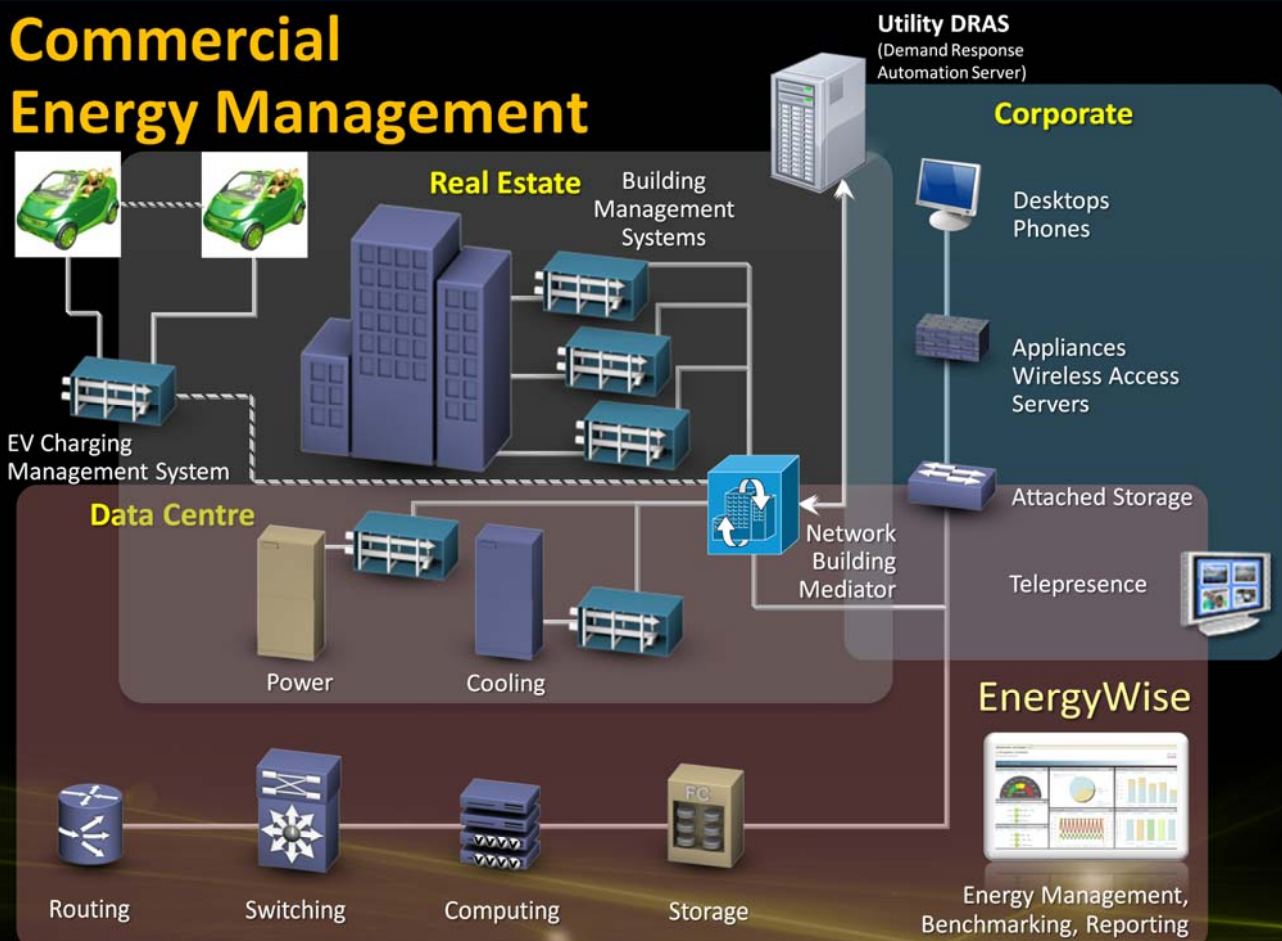 Commercial
Energy Management
Utility DRAS
(Demand Response
Automation Server)
Corporate
Real Estate
Building
Management
Systems
Desktops
Phones
Appliances
Wireless Access
Servers
EV Charging
Management System
Attached Storage
Data Centre
Network
Building
Mediator
Telepresence
Power
Cooling
EnergyWise
FC
Routing
Switching
Computing
Storage
Energy Management,
Benchmarking, Reporting